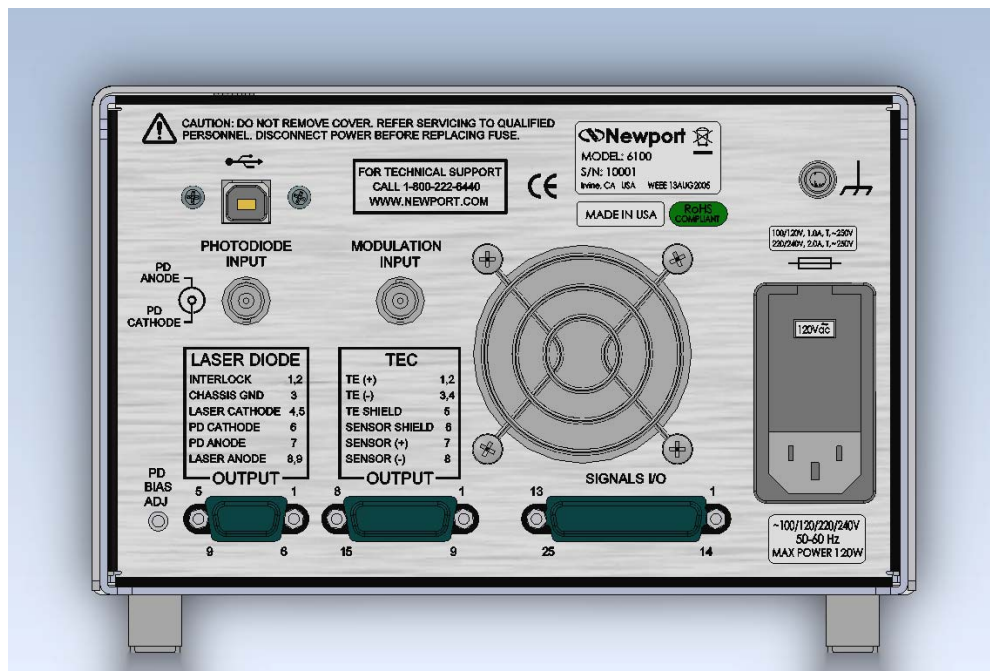 CAUTION: DO NOT REMOVE COVER. REFER SERVICING TO QUALIFIED
PERSONNEL. DISCONNECT POWER BEFORE REPLACING FUSE.
FOR TECHNICAL SUPPORT
CALL 1-800-222-6440
WWW.NEWPORT.COM
CE
Newport
MODEL: 6100
S/N: 10001
Irvine, CA USA WEEE 13AUG2005
MADE IN USA
RoHS
COMPLIANT
100/120V, 1.0A, T, ~250V
220/240V, 2.0A, T, ~250V
PHOTODIODE
INPUT
MODULATION
INPUT
PD
ANODE
PD
CATHODE
120Vac
LASER DIODE
INTERLOCK 1,2
CHASSIS GND 3
LASER CATHODE 4,5
PD CATHODE 6
PD ANODE 7
LASER ANODE 8,9
OUTPUT
TEC
TE (+) 1,2
TE (-) 3,4
TE SHIELD 5
SENSOR SHIELD 6
SENSOR (+) 7
SENSOR (-) 8
OUTPUT
SIGNALS I/O
PD
BIAS
ADJ
5 1
9 6
8 1
15 9
13 1
25 14
~100/120/220/240V
50-60 Hz
MAX POWER 120W